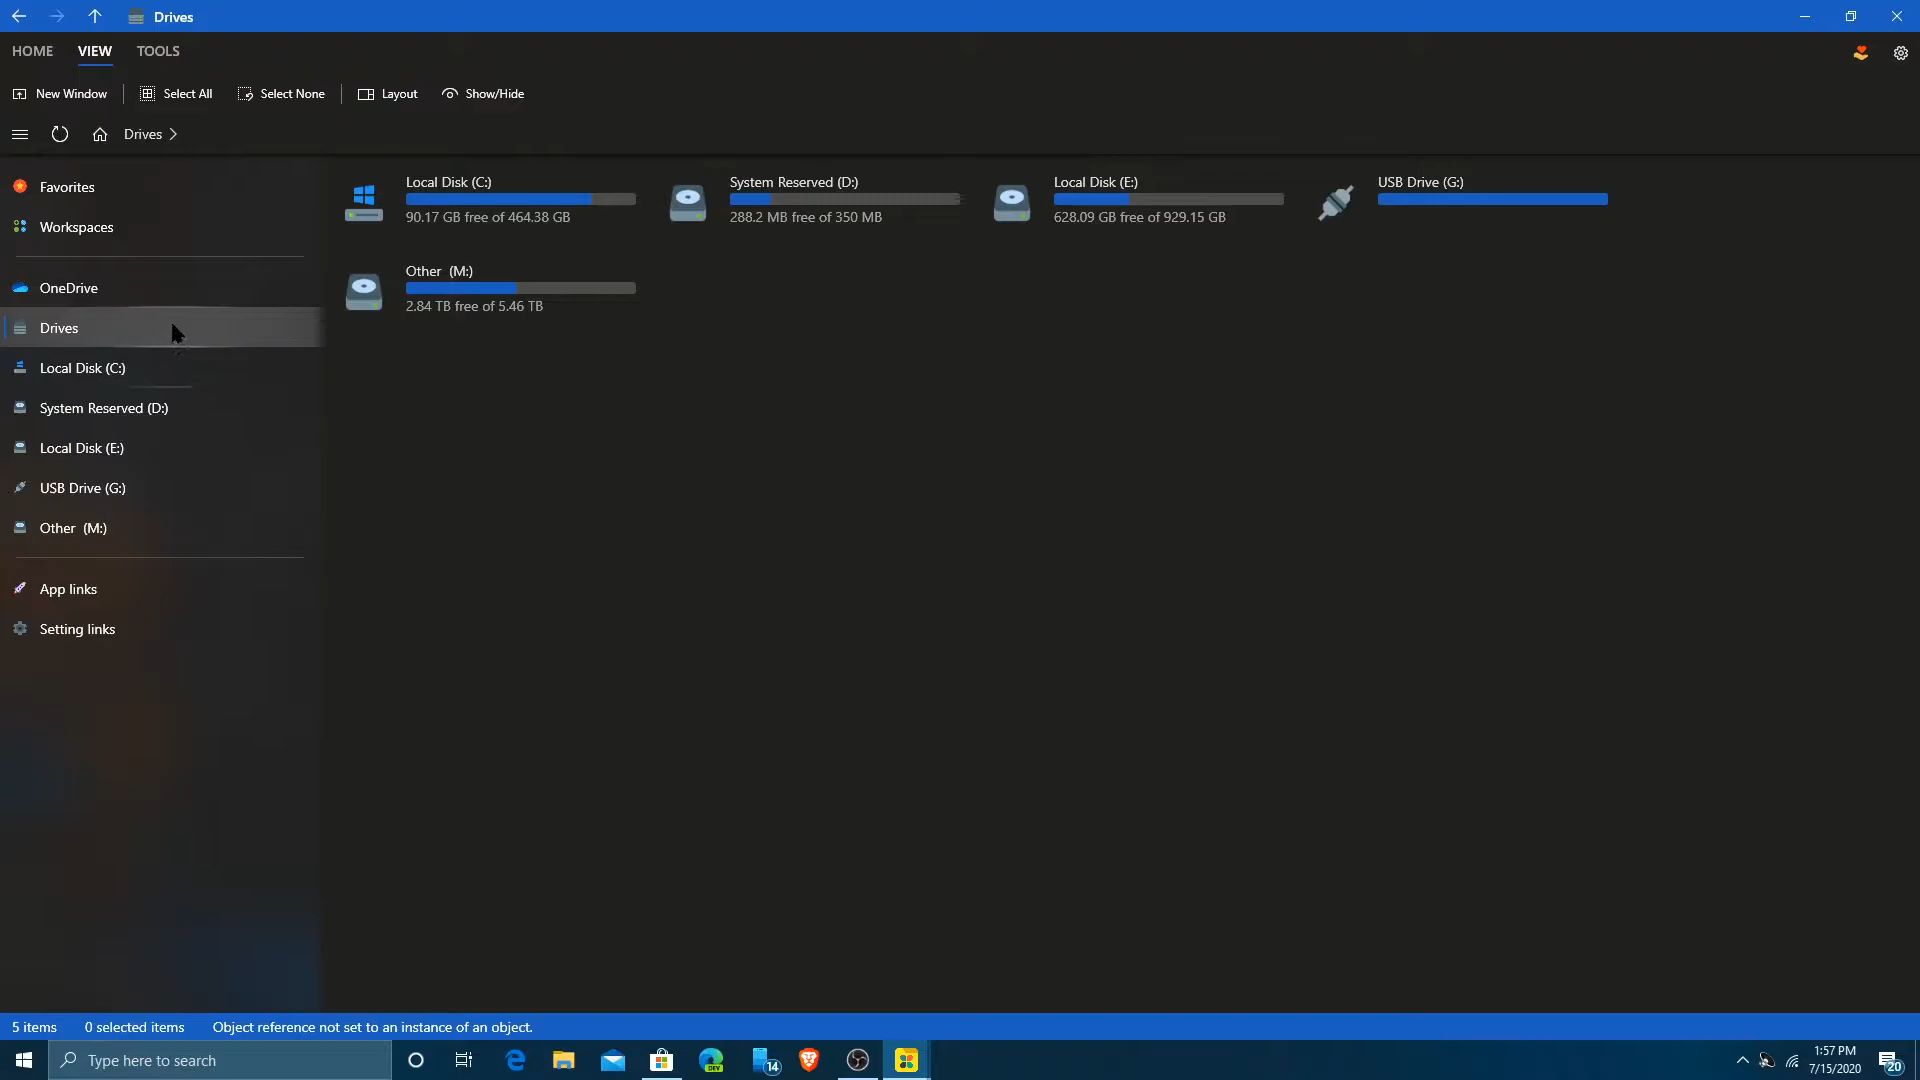 Drives
HOME VIEW TOOLS
New Window Select All Select None Layout Show/Hide
Drives
Favorites
Workspaces
OneDrive
Drives
Local Disk (C:)
System Reserved (D:)
Local Disk (E:)
USB Drive (G:)
Other (M:)
App links
Setting links
Local Disk (C:)
90.17 GB free of 464.38 GB
System Reserved (D:)
288.2 MB free of 350 MB
Local Disk (E:)
628.09 GB free of 929.15 GB
USB Drive (G:)
Other (M:)
2.84 TB free of 5.46 TB
5 items 0 selected items Object reference not set to an instance of an object.
Type here to search
DEV
14
1:57 PM
7/15/2020
20